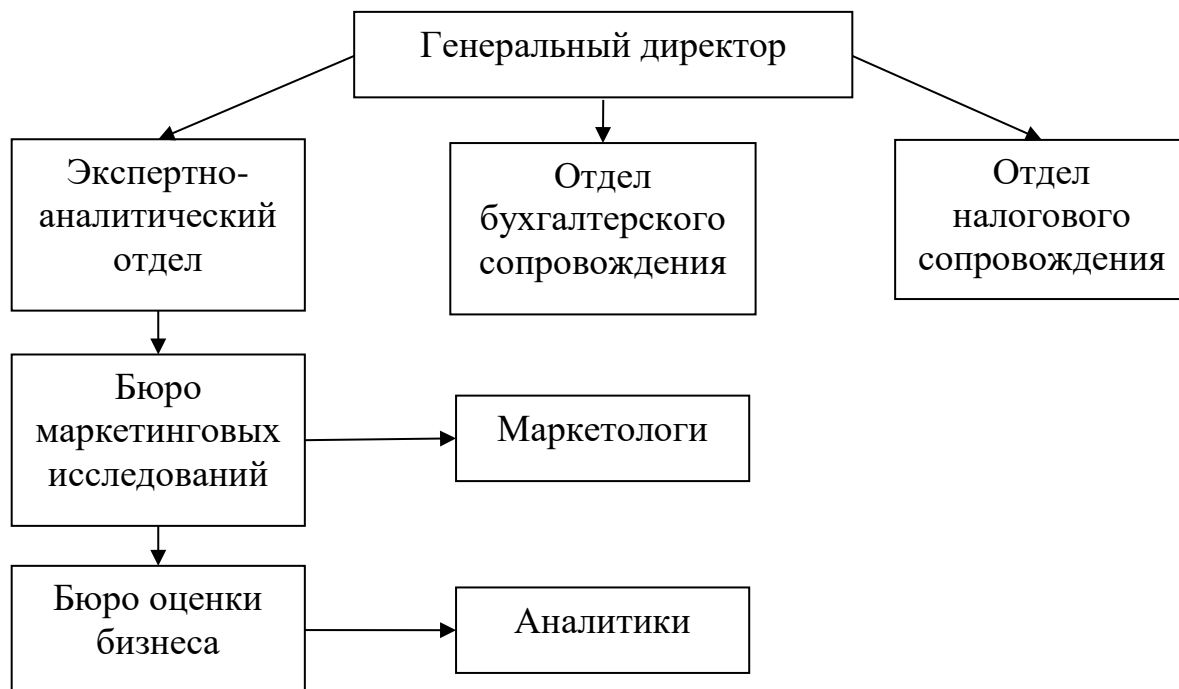 Генеральный директор
Экспертно-
аналитический
отдел
Отдел
бухгалтерского
сопровождения
Отдел
налогового
сопровождения
Бюро
маркетинговых
исследований
Маркетологи
Бюро оценки
бизнеса
Аналитики